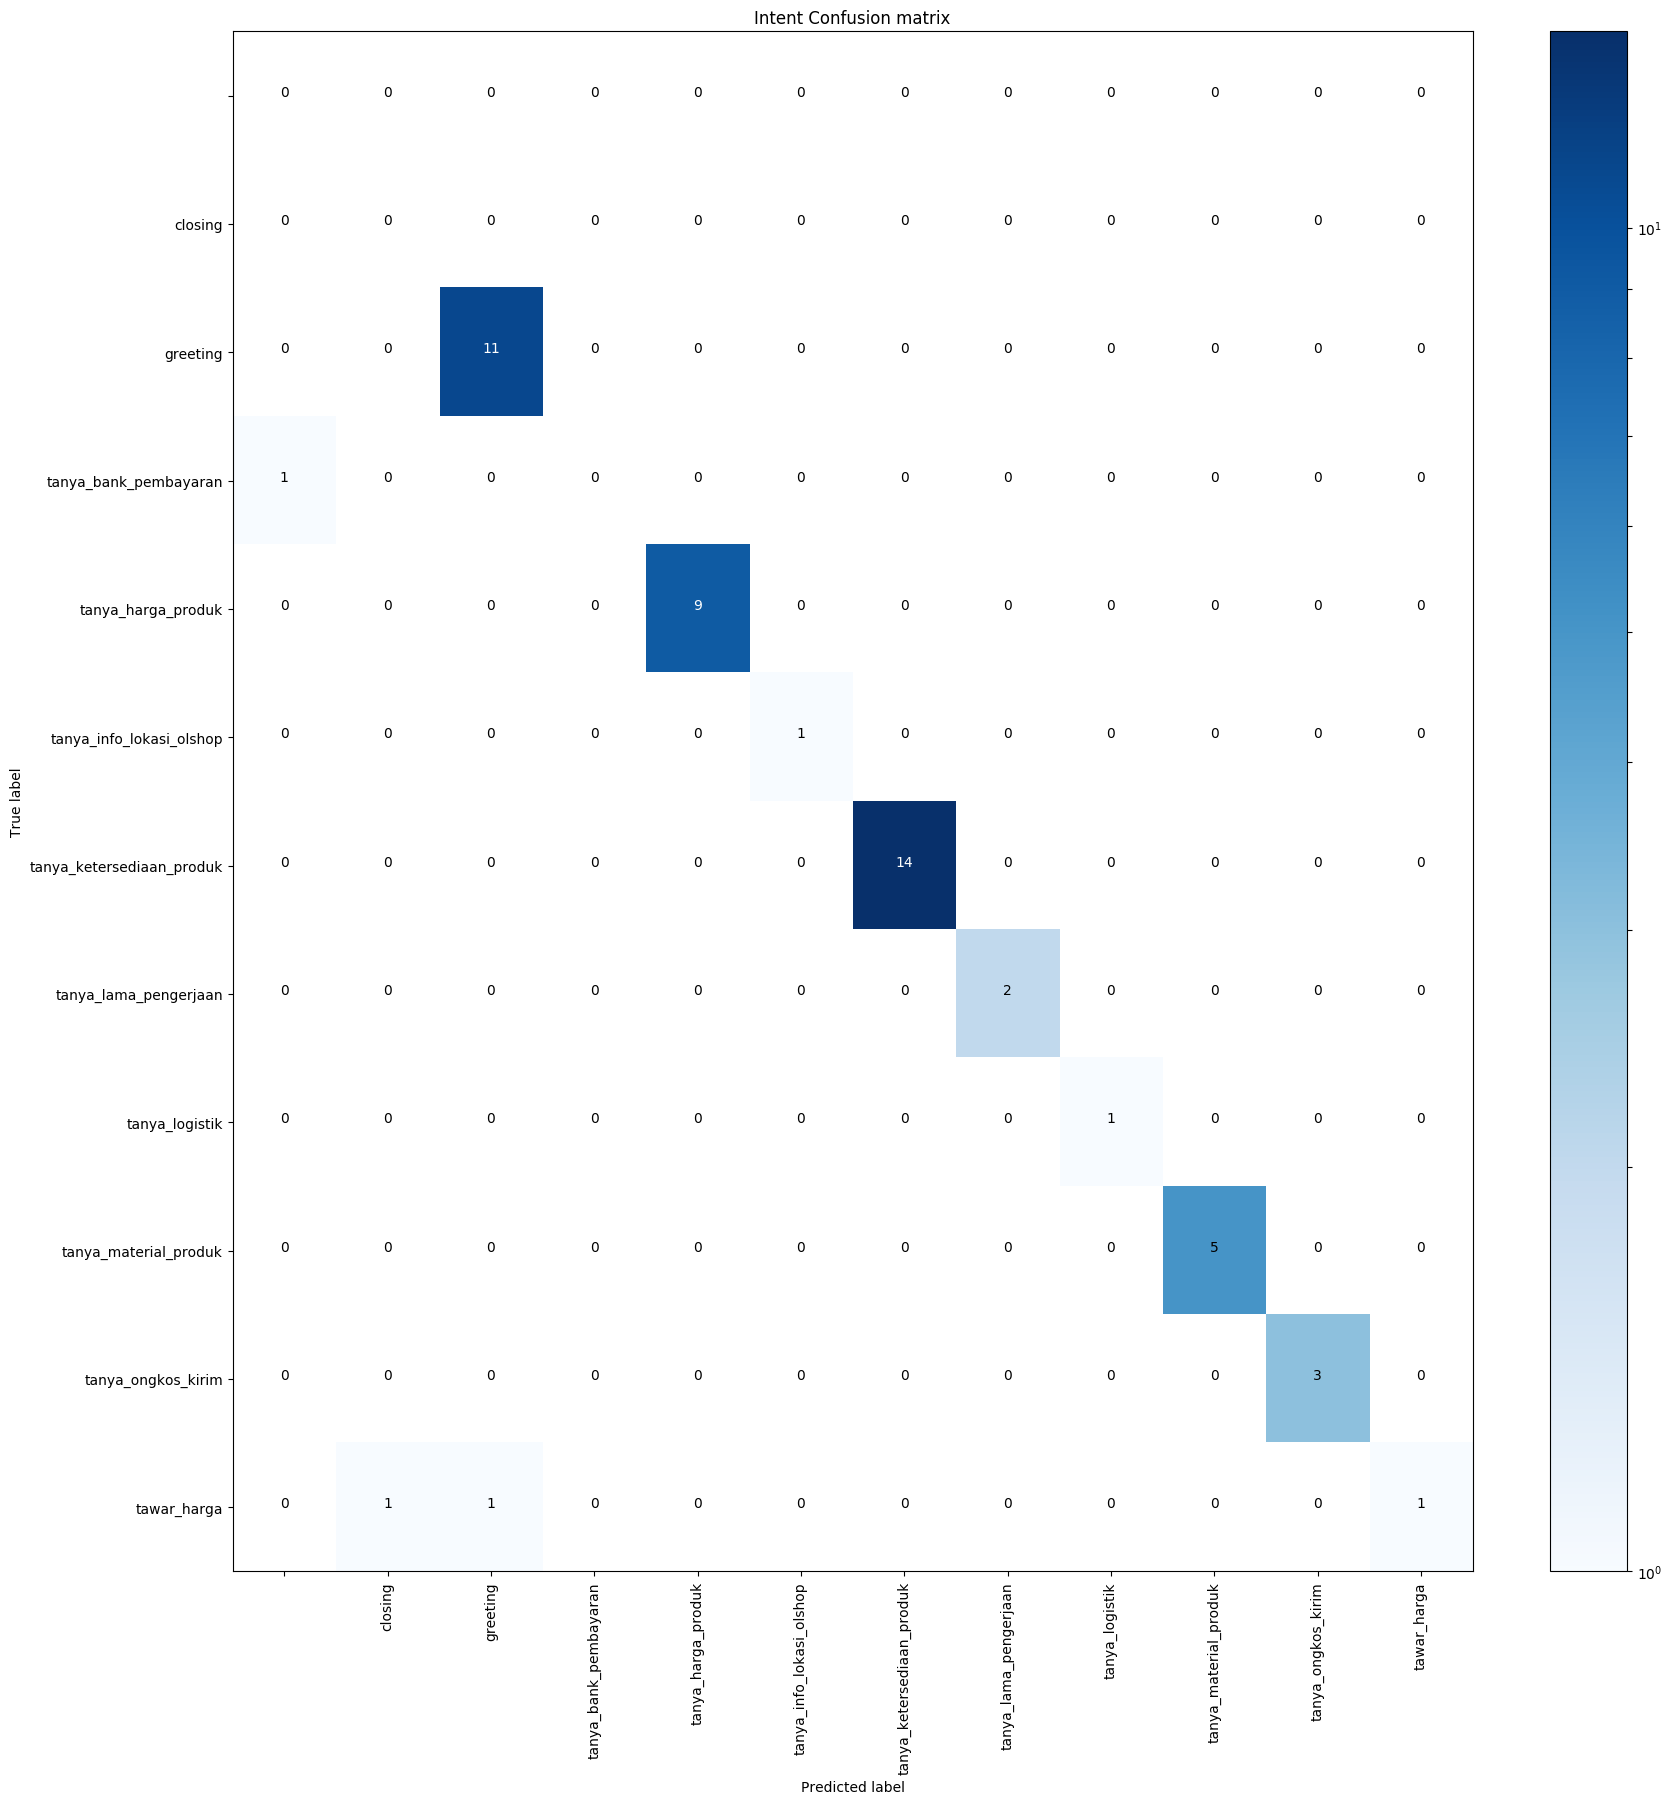 Intent Confusion matrix
0 0 0 0 0 0 0 0 0 0 0 0
closing 0 0 0 0 0 0 0 0 0 0 0 0
greeting 0 0 11 0 0 0 0 0 0 0 0 0
tanya_bank_pembayaran 1 0 0 0 0 0 0 0 0 0 0 0
tanya_harga_produk 0 0 0 0 9 0 0 0 0 0 0 0
tanya_info_lokasi_olshop 0 0 0 0 0 1 0 0 0 0 0 0
tanya_ketersediaan_produk 0 0 0 0 0 0 14 0 0 0 0 0
tanya_lama_pengerjaan 0 0 0 0 0 0 0 2 0 0 0 0
tanya_logistik 0 0 0 0 0 0 0 0 1 0 0 0
tanya_material_produk 0 0 0 0 0 0 0 0 0 5 0 0
tanya_ongkos_kirim 0 0 0 0 0 0 0 0 0 0 3 0
tawar_harga 0 1 1 0 0 0 0 0 0 0 0 1
True label
closing
greeting
tanya_bank_pembayaran
tanya_harga_produk
tanya_info_lokasi_olshop
tanya_ketersediaan_produk
tanya_lama_pengerjaan
tanya_logistik
tanya_material_produk
tanya_ongkos_kirim
tawar_harga
Predicted label
10¹
10⁰